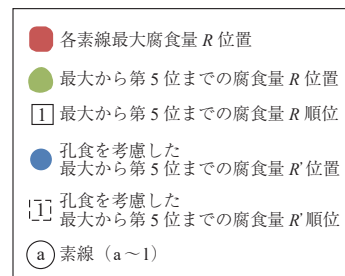 各素線最大腐食量 R 位置
最大から第 5 位までの腐食量 R 位置
1 最大から第 5 位までの腐食量 R 順位
孔食を考慮した
最大から第 5 位までの腐食量 R' 位置
1 孔食を考慮した
最大から第 5 位までの腐食量 R' 順位
a 素線（a～l）